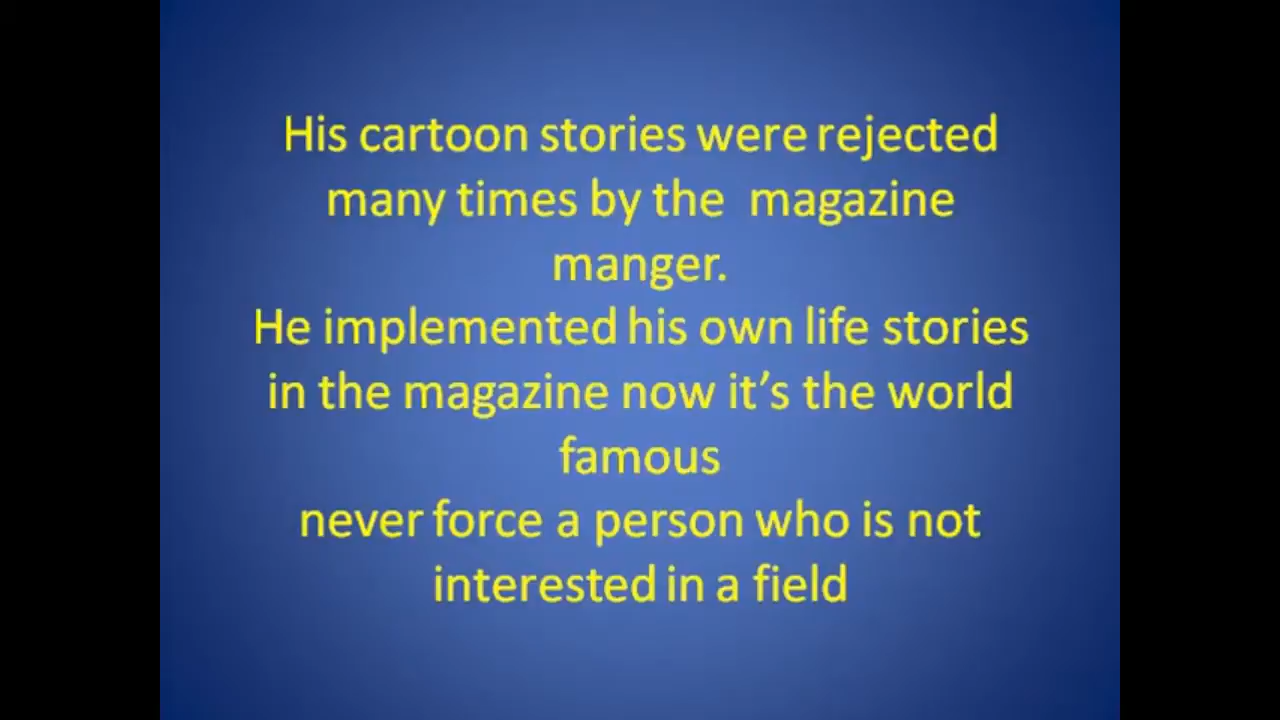 His cartoon stories were rejected
many times by the  magazine
manger.
He implemented his own life stories
in the magazine now it’s the world
famous
never force a person who is not
interested in a field